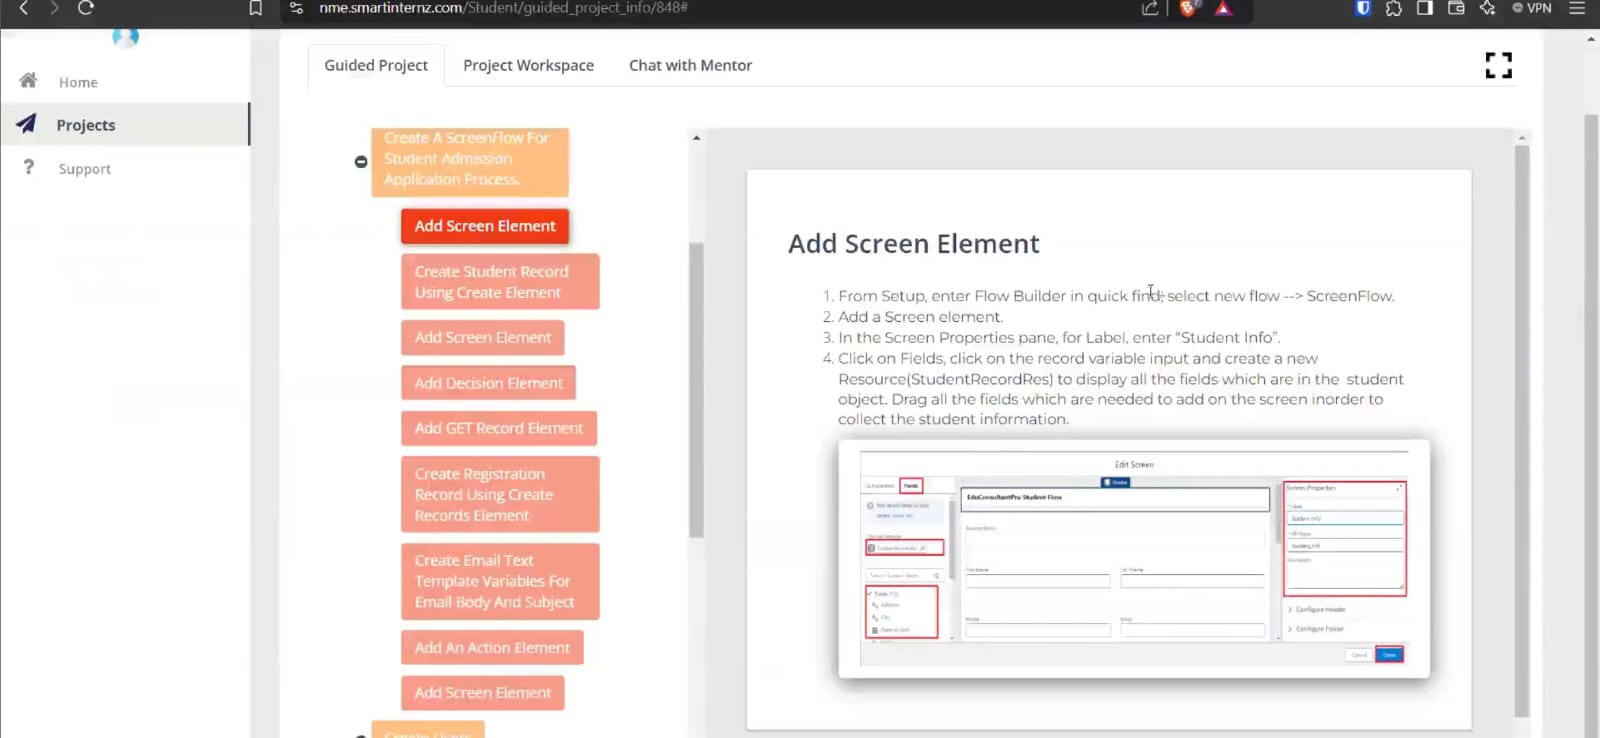 nme.smartinternz.com/Student/guided_project_info/848#
VPN
Home
Projects
Support
Guided Project
Project Workspace
Chat with Mentor
Create A ScreenFlow For
Student Admission
Application Process.
Add Screen Element
Create Student Record
Using Create Element
Add Screen Element
Add Decision Element
Add GET Record Element
Create Registration
Record Using Create
Records Element
Create Email Text
Template Variables For
Email Body And Subject
Add An Action Element
Add Screen Element
Create Users
Add Screen Element
1. From Setup, enter Flow Builder in quick find, select new flow --> ScreenFlow.
2. Add a Screen element.
3. In the Screen Properties pane, for Label, enter “Student Info”.
4. Click on Fields, click on the record variable input and create a new
Resource(StudentRecordRes) to display all the fields which are in the student
object. Drag all the fields which are needed to add on the screen inorder to
collect the student information.
Edit Screen
Components
Fields
Header
EduConsultantPro Student Flow
Screen Properties
Label
Student Info
Fields (12)
Address
City
First Name
Last Name
Phone
Email
Configure Header
Configure Footer
Cancel
Done